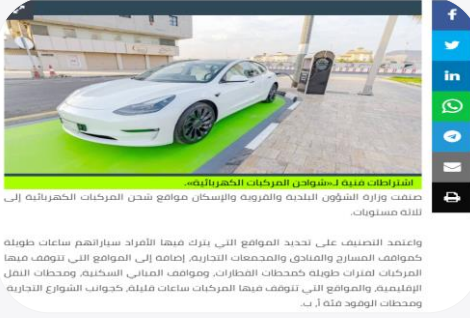 اشتراطات فنية لـ«شواحن المركبات الكهربائية».
صنفت وزارة الشؤون البلدية والقروية والإسكان مواقع شحن المركبات الكهربائية إلى
ثلاثة مستويات.
واعتمد التصنيف على تحديد المواقع التي يترك فيها الأفراد سياراتهم ساعات طويلة
كمواقف المسارح والفنادق والمجمعات التجارية، إضافة إلى المواقع التي تتوقف فيها
المركبات لفترات طويلة كمحطات القطارات، ومواقف المباني السكنية، ومحطات النقل
الإقليمية، والمواقع التي تتوقف فيها المركبات ساعات قليلة، كجوانب الشوارع التجارية
ومحطات الوقود فئة أ, ب.